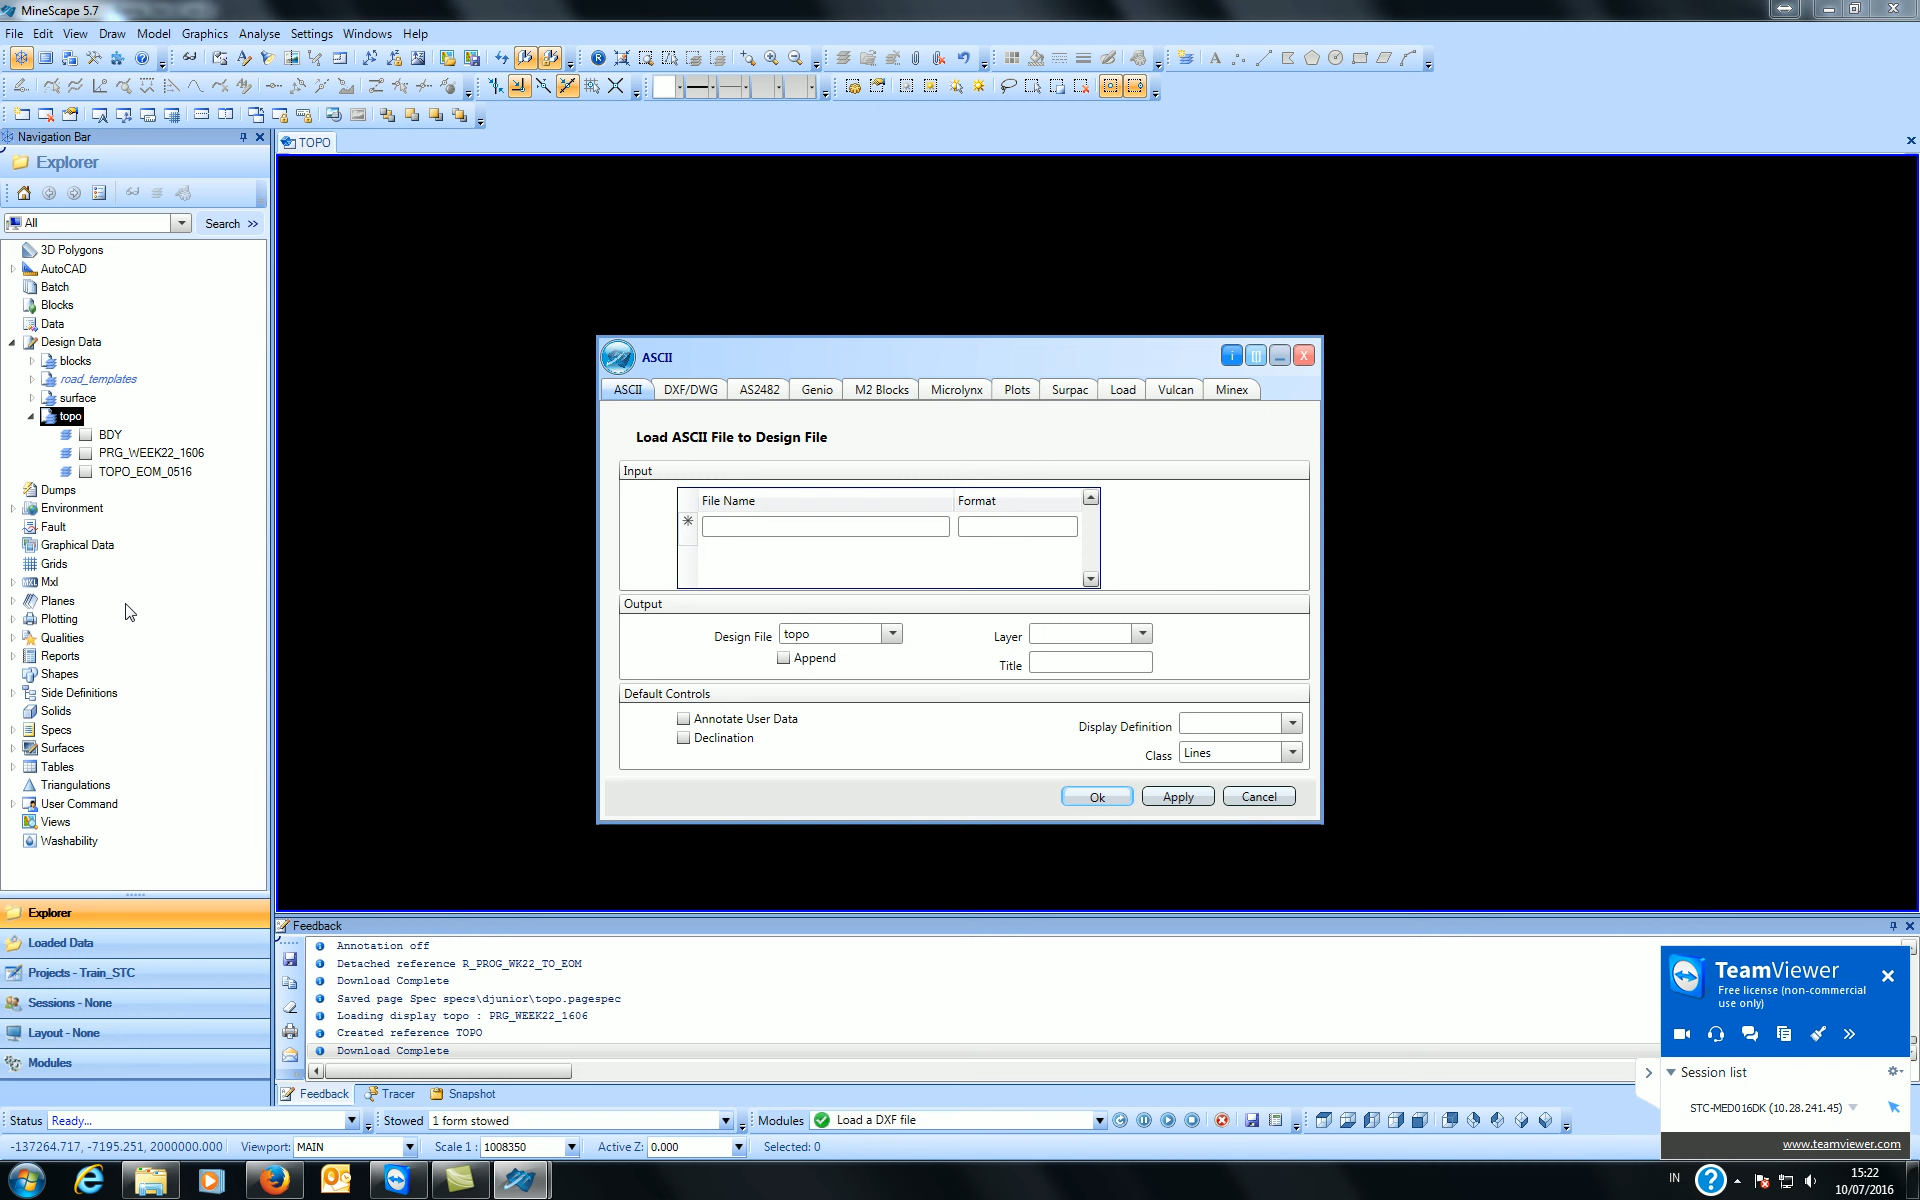 MineScape 5.7
File Edit View Draw Model Graphics Analyse Settings Windows Help
Navigation Bar
TOPO
Explorer
All Search >>
3D Polygons
AutoCAD
Batch
Blocks
Data
Design Data
blocks
road_templates
surface
topo
BDY
PRG_WEEK22_1606
TOPO_EOM_0516
Dumps
Environment
Fault
Graphical Data
Grids
Mxl
Planes
Plotting
Qualities
Reports
Shapes
Side Definitions
Solids
Specs
Surfaces
Tables
Triangulations
User Command
Views
Washability
Explorer
Loaded Data
Projects - Train_STC
Sessions - None
Layout - None
Modules
ASCII
ASCII DXF/DWG AS2482 Genio M2 Blocks Microlynx Plots Surpac Load Vulcan Minex
Load ASCII File to Design File
Input
File Name Format
Output
Design File topo Layer
Append Title
Default Controls
Annotate User Data Display Definition
Declination Class Lines
Ok Apply Cancel
Feedback
Annotation off
Detached reference R_PROG_WK22_TO_EOM
Download Complete
Saved page Spec specs\djunior\topo.pagespec
Loading display topo : PRG_WEEK22_1606
Created reference TOPO
Download Complete
Feedback Tracer Snapshot
TeamViewer
Free license (non-commercial
use only)
Session list
STC-MED016DK (10.28.241.45)
www.teamviewer.com
Status Ready... Stowed 1 form stowed Modules Load a DXF file
-137264.717, -7195.251, 2000000.000 Viewport: MAIN Scale 1 : 1008350 Active Z: 0.000 Selected: 0
IN 15:22
10/07/2016